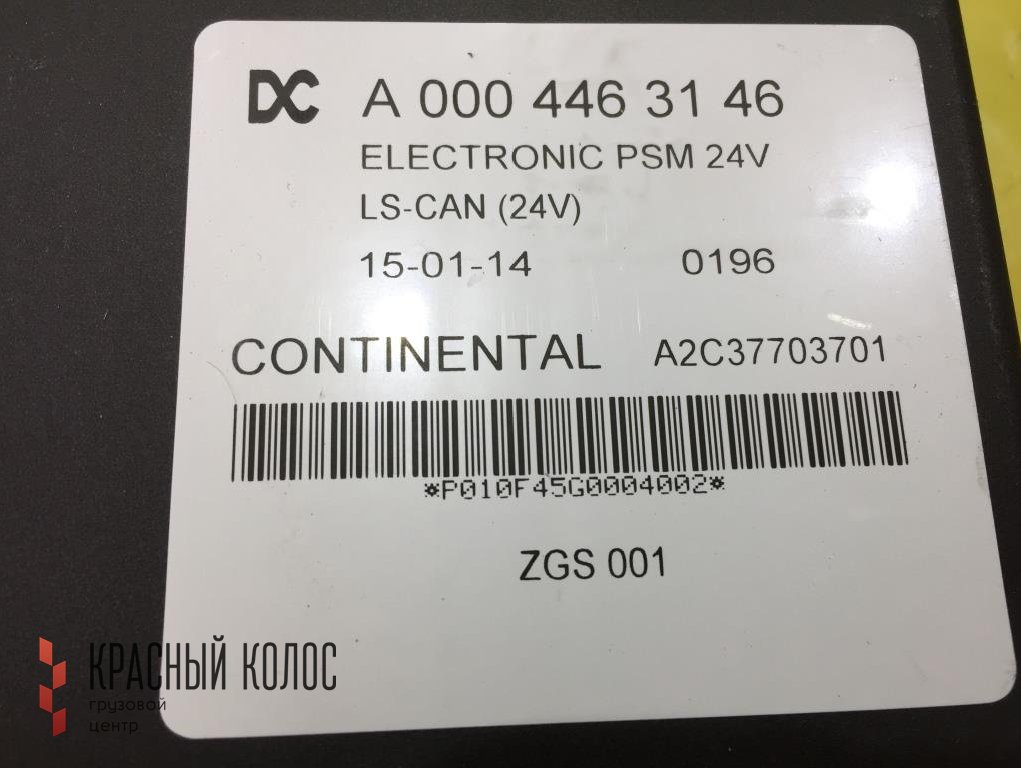 DC A 000 446 31 46
ELECTRONIC PSM 24V
LS-CAN (24V)
15-01-14 0196
CONTINENTAL A2C37703701
*P010F45G0004002*
ZGS 001
КРАСНЫЙ КОЛОС
грузовой
центр